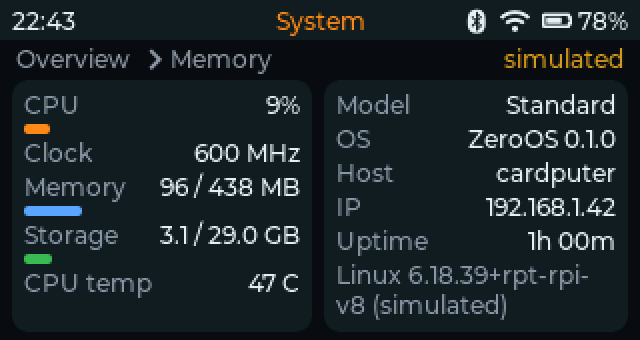 22:43 System 78%
Overview > Memory simulated
CPU 9%
Clock 600 MHz
Memory 96 / 438 MB
Storage 3.1 / 29.0 GB
CPU temp 47 C
Model Standard
OS ZeroOS 0.1.0
Host cardputer
IP 192.168.1.42
Uptime 1h 00m
Linux 6.18.39+rpt-rpi-
v8 (simulated)